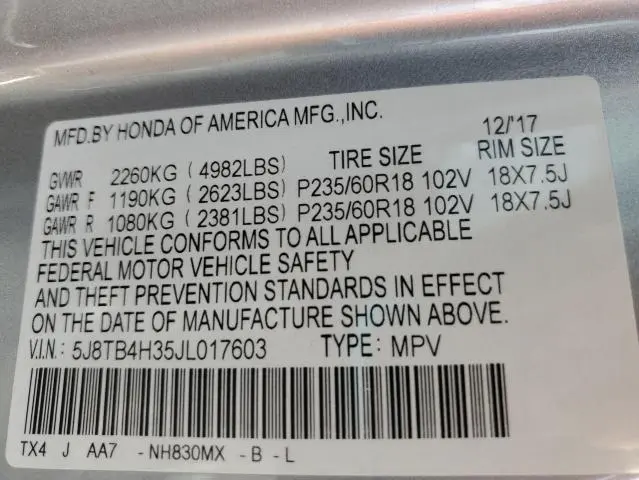 MFD.BY HONDA OF AMERICA MFG.,INC. 12/'17
GVWR 2260KG ( 4982LBS) TIRE SIZE RIM SIZE
GAWR F 1190KG ( 2623LBS) P235/60R18 102V 18X7.5J
GAWR R 1080KG ( 2381LBS) P235/60R18 102V 18X7.5J
THIS VEHICLE CONFORMS TO ALL APPLICABLE
FEDERAL MOTOR VEHICLE SAFETY
AND THEFT PREVENTION STANDARDS IN EFFECT
ON THE DATE OF MANUFACTURE SHOWN ABOVE.
V.I.N: 5J8TB4H35JL017603 TYPE: MPV
TX4 J AA7 - NH830MX - B - L